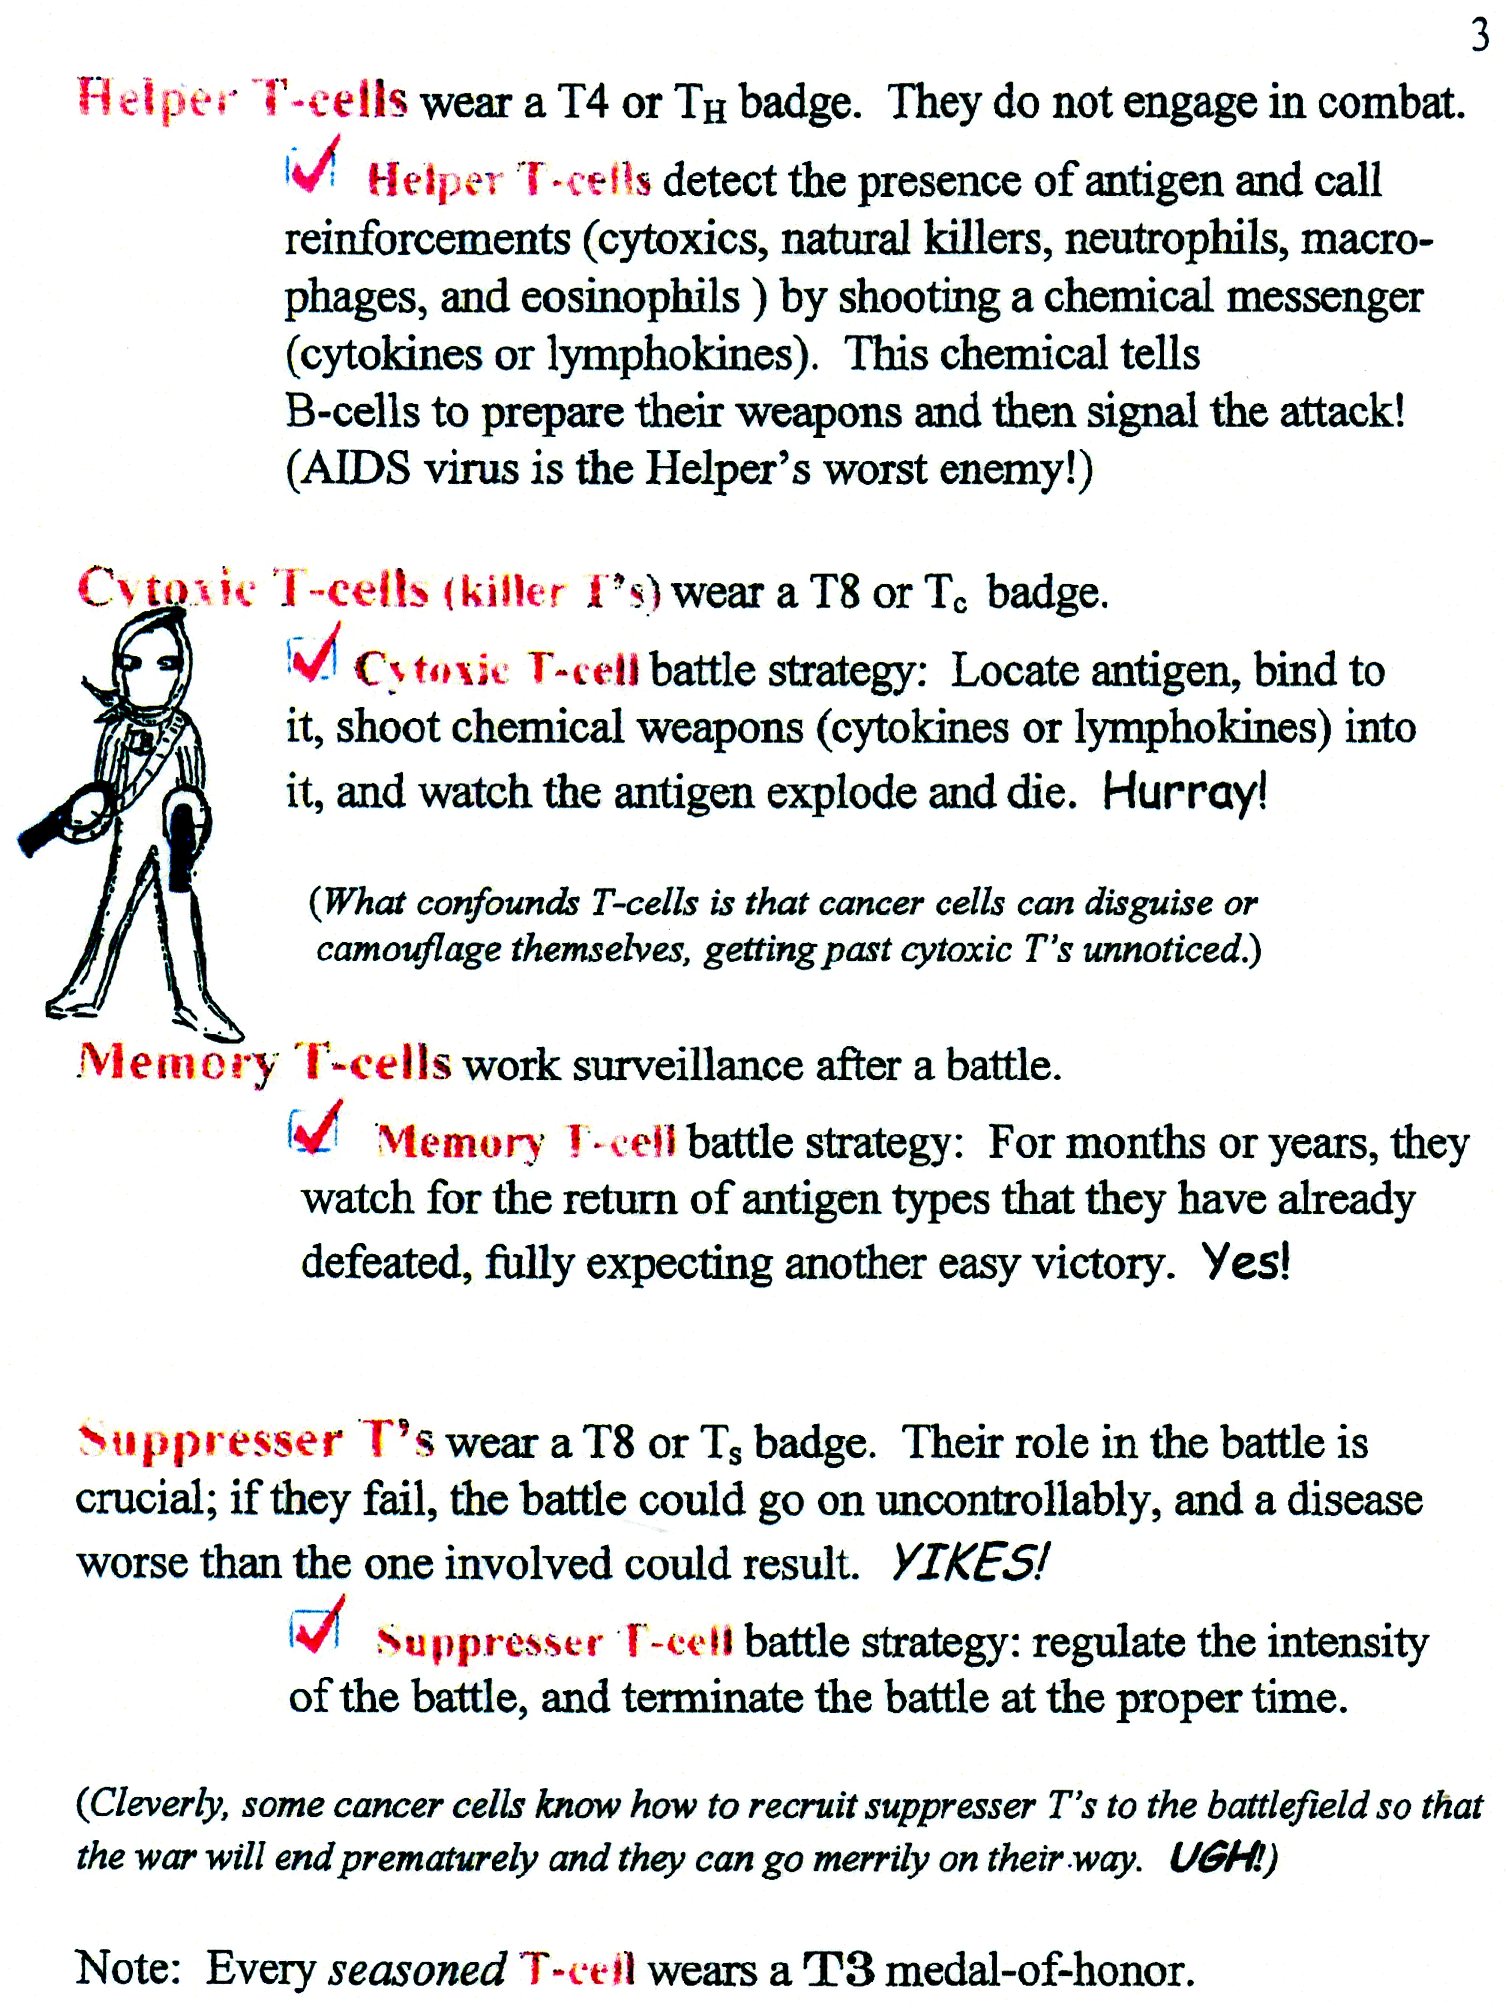 3
Helper T-cells wear a T4 or TH badge. They do not engage in combat.
Helper T-cells detect the presence of antigen and call
reinforcements (cytoxics, natural killers, neutrophils, macro-
phages, and eosinophils ) by shooting a chemical messenger
(cytokines or lymphokines). This chemical tells
B-cells to prepare their weapons and then signal the attack!
(AIDS virus is the Helper's worst enemy!)
Cytoxic T-cells (killer T's) wear a T8 or Tc badge.
Cytoxic T-cell battle strategy: Locate antigen, bind to
it, shoot chemical weapons (cytokines or lymphokines) into
it, and watch the antigen explode and die. Hurray!
T8
(What confounds T-cells is that cancer cells can disguise or
camouflage themselves, getting past cytoxic T's unnoticed.)
Memory T-cells work surveillance after a battle.
Memory T-cell battle strategy: For months or years, they
watch for the return of antigen types that they have already
defeated, fully expecting another easy victory. Yes!
Suppresser T's wear a T8 or Ts badge. Their role in the battle is
crucial; if they fail, the battle could go on uncontrollably, and a disease
worse than the one involved could result. YIKES!
Suppresser T-cell battle strategy: regulate the intensity
of the battle, and terminate the battle at the proper time.
(Cleverly, some cancer cells know how to recruit suppresser T's to the battlefield so that
the war will end prematurely and they can go merrily on their way. UGH!)
Note: Every seasoned T-cell wears a T3 medal-of-honor.